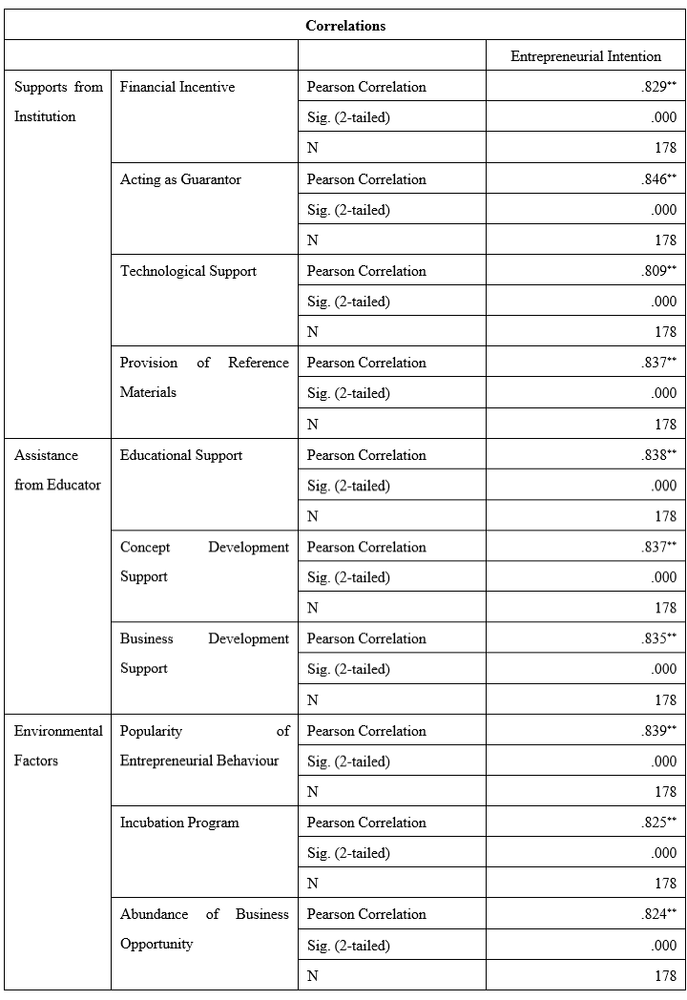 Correlations
Entrepreneurial Intention
Supports from
Institution
Financial Incentive
Pearson Correlation
.829**
Sig. (2-tailed)
.000
N
178
Acting as Guarantor
Pearson Correlation
.846**
Sig. (2-tailed)
.000
N
178
Technological Support
Pearson Correlation
.809**
Sig. (2-tailed)
.000
N
178
Provision of Reference
Materials
Pearson Correlation
.837**
Sig. (2-tailed)
.000
N
178
Assistance
from Educator
Educational Support
Pearson Correlation
.838**
Sig. (2-tailed)
.000
N
178
Concept Development
Support
Pearson Correlation
.837**
Sig. (2-tailed)
.000
N
178
Business Development
Support
Pearson Correlation
.835**
Sig. (2-tailed)
.000
N
178
Environmental
Factors
Popularity of
Entrepreneurial Behaviour
Pearson Correlation
.839**
Sig. (2-tailed)
.000
N
178
Incubation Program
Pearson Correlation
.825**
Sig. (2-tailed)
.000
N
178
Abundance of Business
Opportunity
Pearson Correlation
.824**
Sig. (2-tailed)
.000
N
178